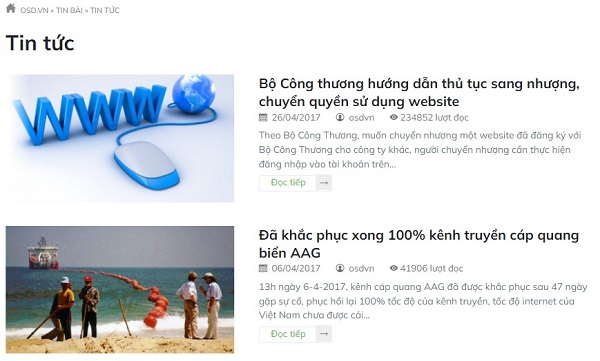 OSD.VN » TIN BÀI » TIN TỨC
Tin tức
WWW
Bộ Công thương hướng dẫn thủ tục sang nhượng,
chuyển quyền sử dụng website
26/04/2017 osdvn 234852 lượt đọc
Theo Bộ Công Thương, muốn chuyển nhượng một website đã đăng ký với
Bộ Công Thương cho công ty khác, người chuyển nhượng cần thực hiện
đăng nhập vào tài khoản trên...
Đọc tiếp →
Đã khắc phục xong 100% kênh truyền cáp quang
biển AAG
06/04/2017 osdvn 41906 lượt đọc
13h ngày 6-4-2017, kênh cáp quang AAG đã được khắc phục sau 47 ngày
gặp sự cố, phục hồi lại 100% tốc độ của kênh truyền, tốc độ internet của
Việt Nam chưa được cải...
Đọc tiếp →